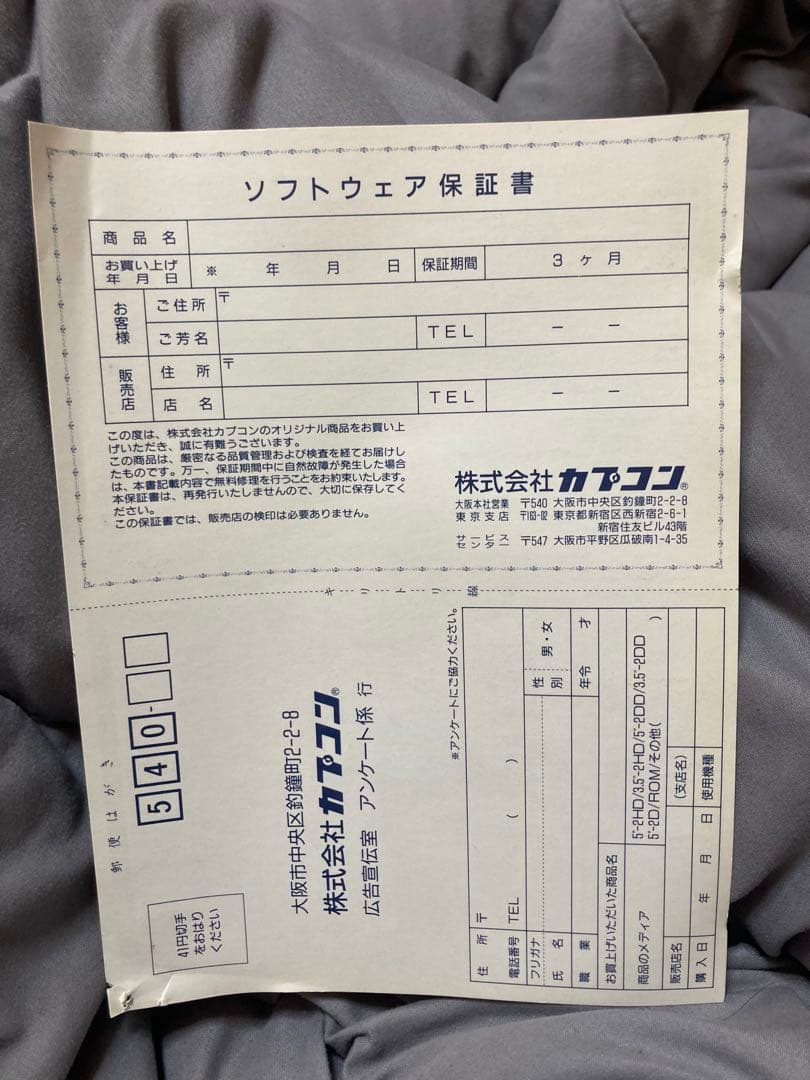 ソフトウェア保証書
商品名
お買い上げ年月日 ※ 年 月 日 保証期間 3ヶ月
お客様 ご住所 〒
ご芳名 TEL － －
販売店 住所 〒
店名 TEL － －
この度は、株式会社カプコンのオリジナル商品をお買い上
げいただき、誠に有難うございます。
この商品は、厳密なる品質管理および検査を経てお届けし
たものです。万一、保証期間中に自然故障が発生した場合
は、本書記載内容で無料修理を行うことをお約束いたします。
本保証書は、再発行いたしませんので、大切に保存してく
ださい。
この保証書では、販売店の検印は必要ありません。
株式会社カプコン®
大阪本社営業 〒540 大阪市中央区釣鐘町2-2-8
東京支店 〒163-02 東京都新宿区西新宿2-6-1
新宿住友ビル43階
サービスセンター 〒547 大阪市平野区瓜破南1-4-35
キリトリ線
郵便はがき
540-
41円切手
をおはり
ください
大阪市中央区釣鐘町2-2-8
株式会社カプコン®
広告宣伝室 アンケート係 行
※アンケートにご協力ください。
住所 〒
電話番号 TEL ( )
フリガナ
氏名 性別 男・女
職業 年令 才
お買上げいただいた商品名
商品のメディア 5"-2HD/3.5"-2HD/5"-2DD/3.5"-2DD
5"-2D/ROM/その他( )
販売店名 (支店名)
購入日 年 月 日 使用機種